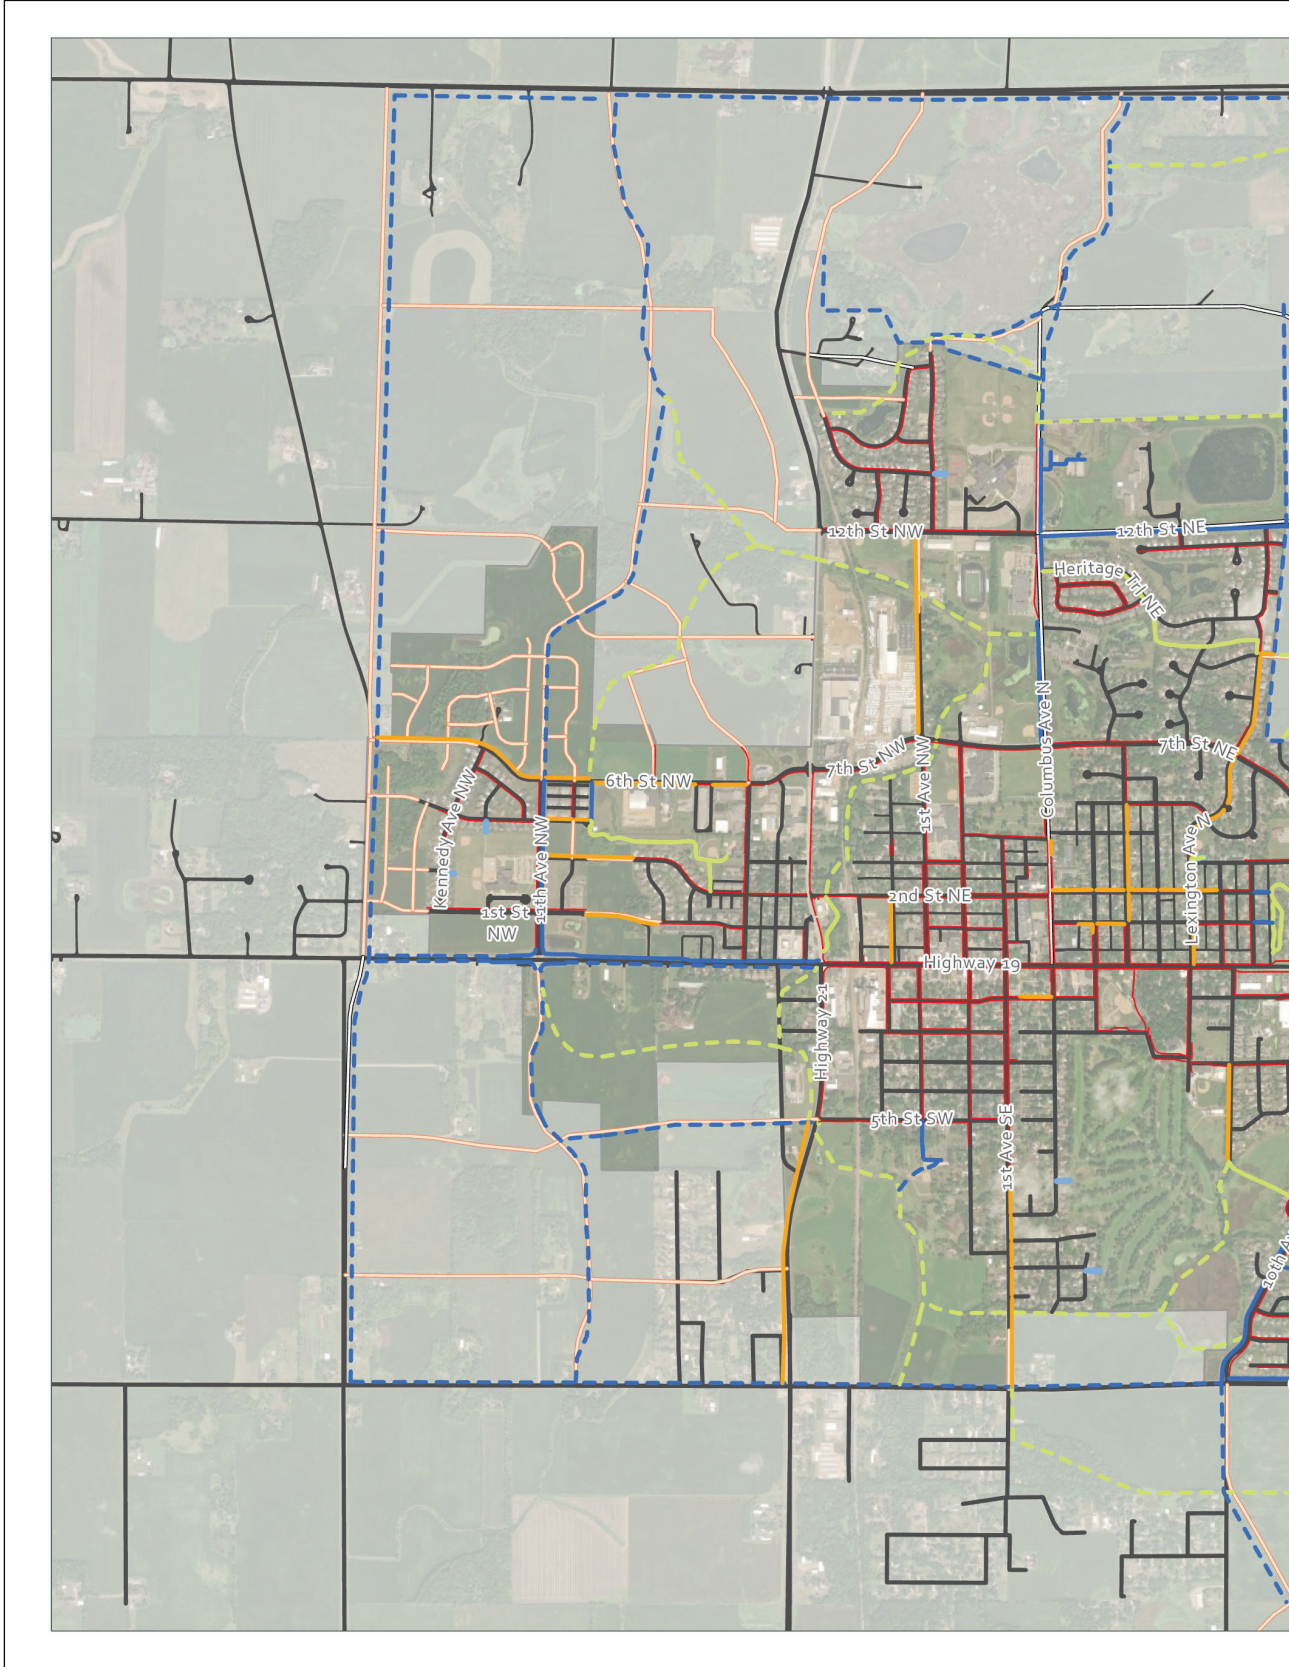 12th St NW
12th St NE
Heritage Trl NE
Columbus Ave N
7th St NW
7th St NE
1st Ave NW
6th St NW
Kennedy Ave NW
11th Ave NW
Lexington Ave N
2nd St NE
1st St
NW
Highway 19
Highway 21
5th St SW
1st Ave SE